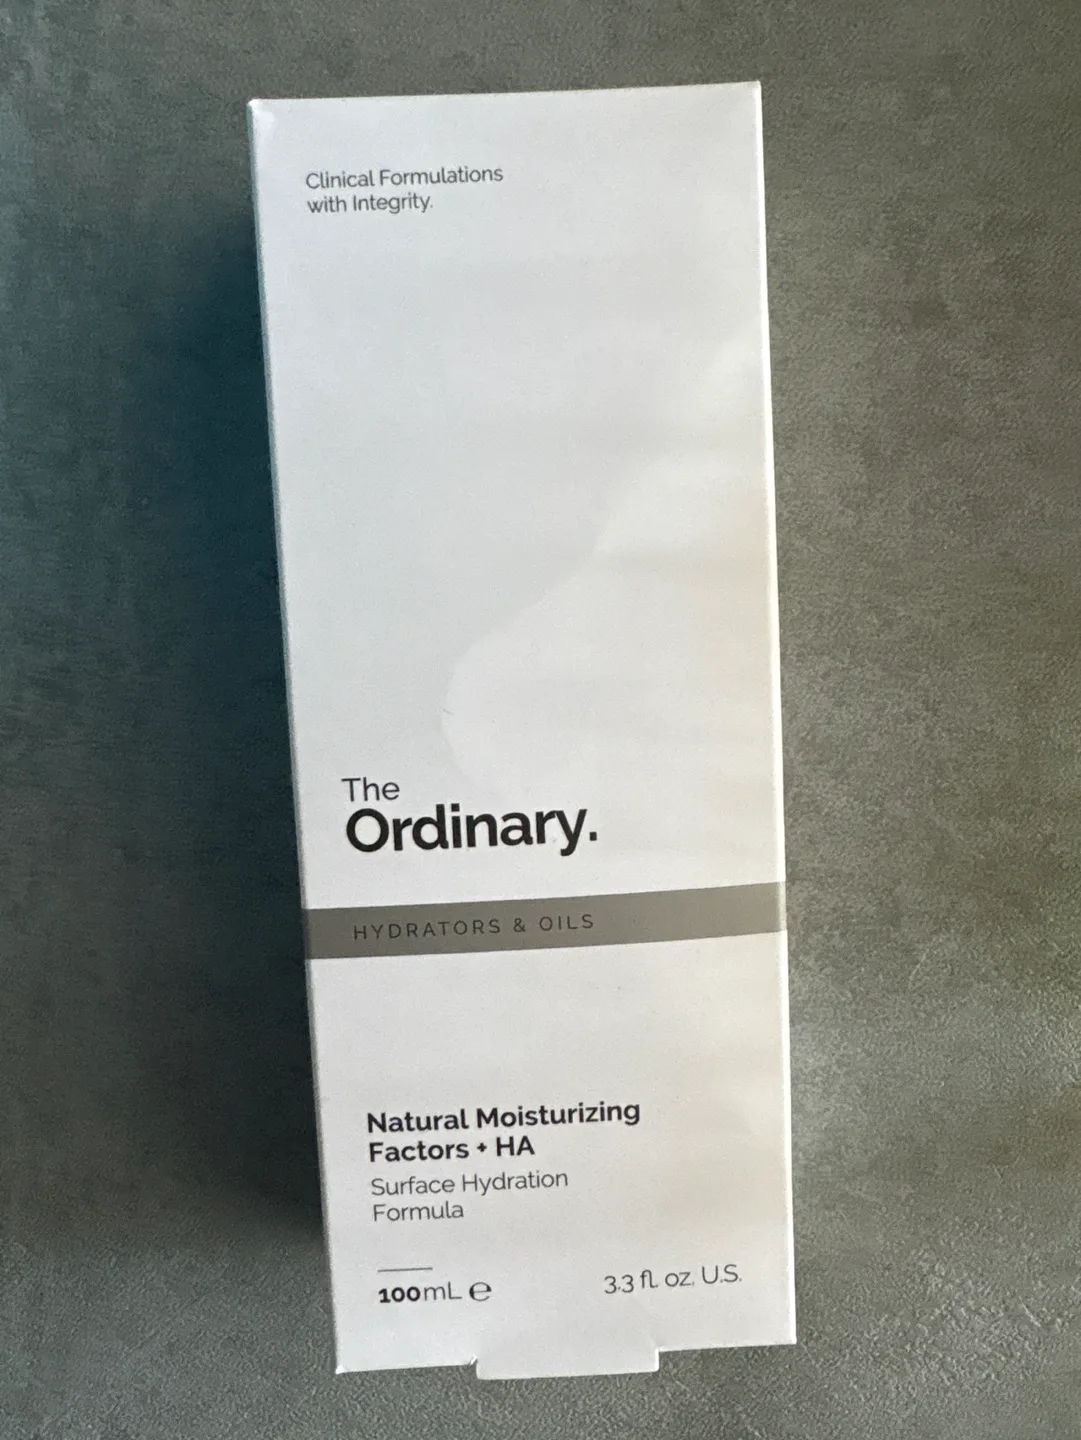 Clinical Formulations
with Integrity.
The
Ordinary.
HYDRATORS & OILS
Natural Moisturizing
Factors + HA
Surface Hydration
Formula
100mL ℮
3.3 fl. oz. U.S.